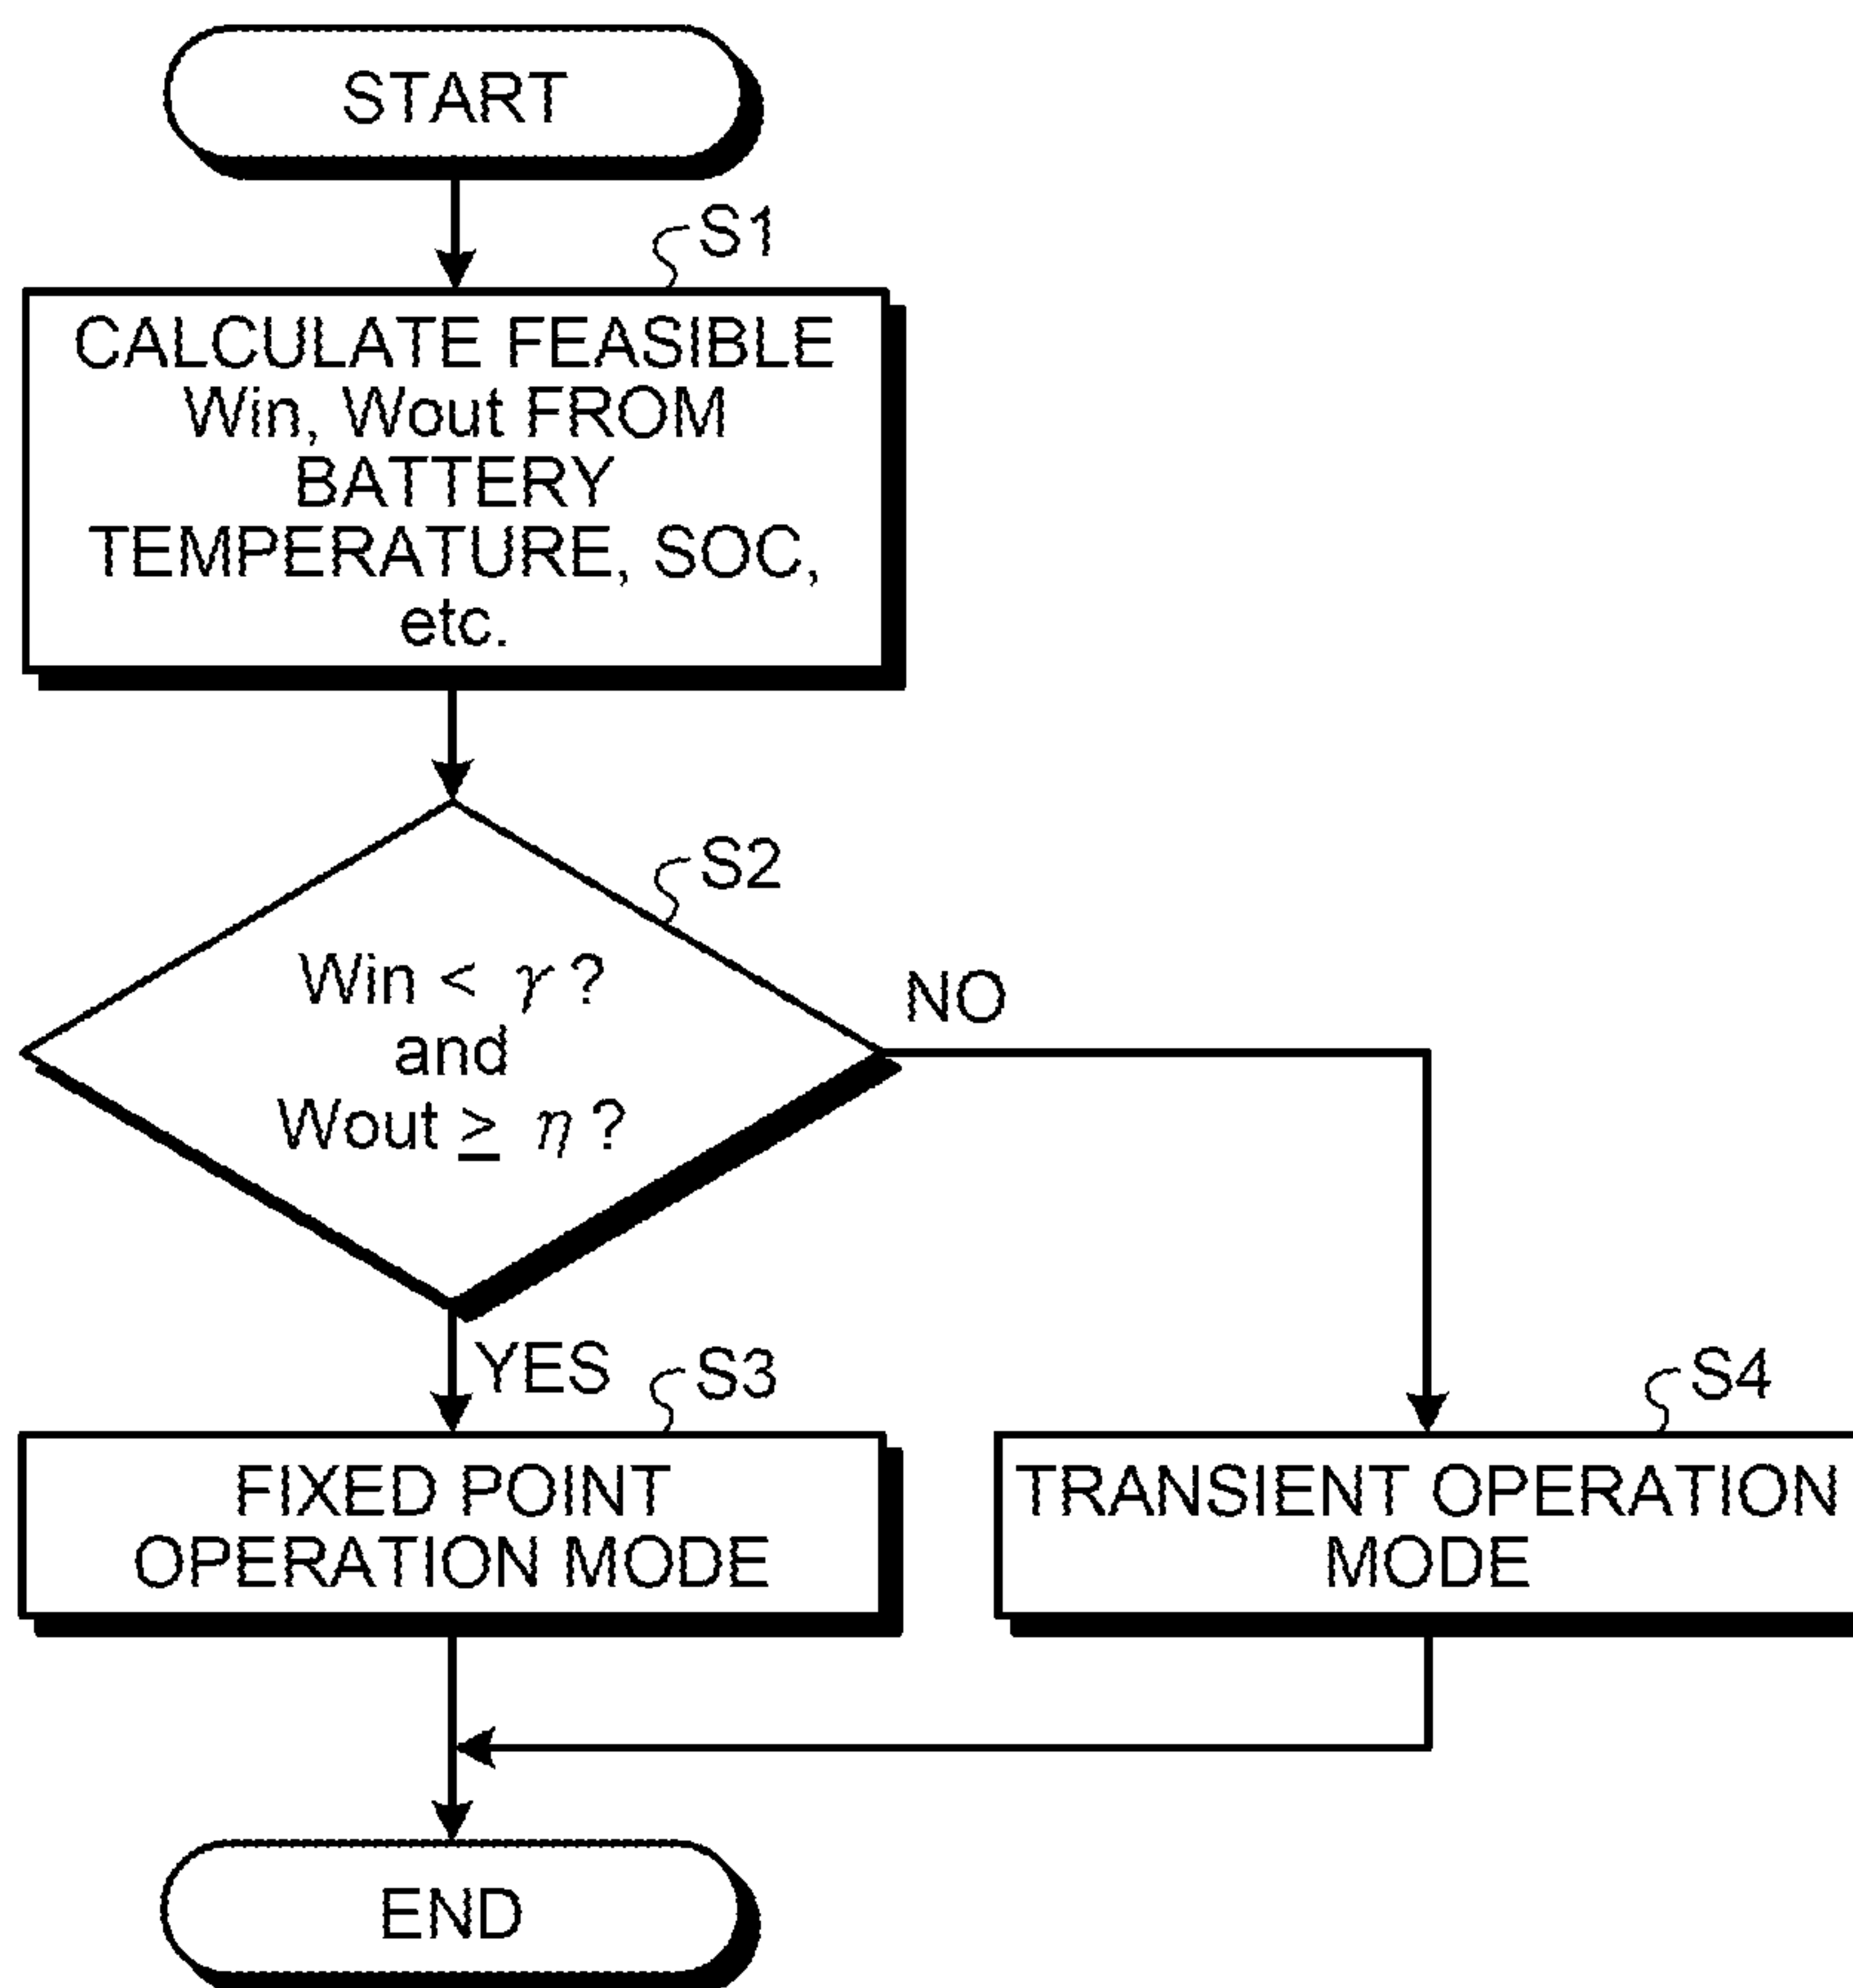 START
S1
CALCULATE FEASIBLE
Win, Wout FROM
BATTERY
TEMPERATURE, SOC,
etc.
S2
Win < γ ?
and
Wout ≥ η ?
NO
YES
S3
S4
FIXED POINT
OPERATION MODE
TRANSIENT OPERATION
MODE
END